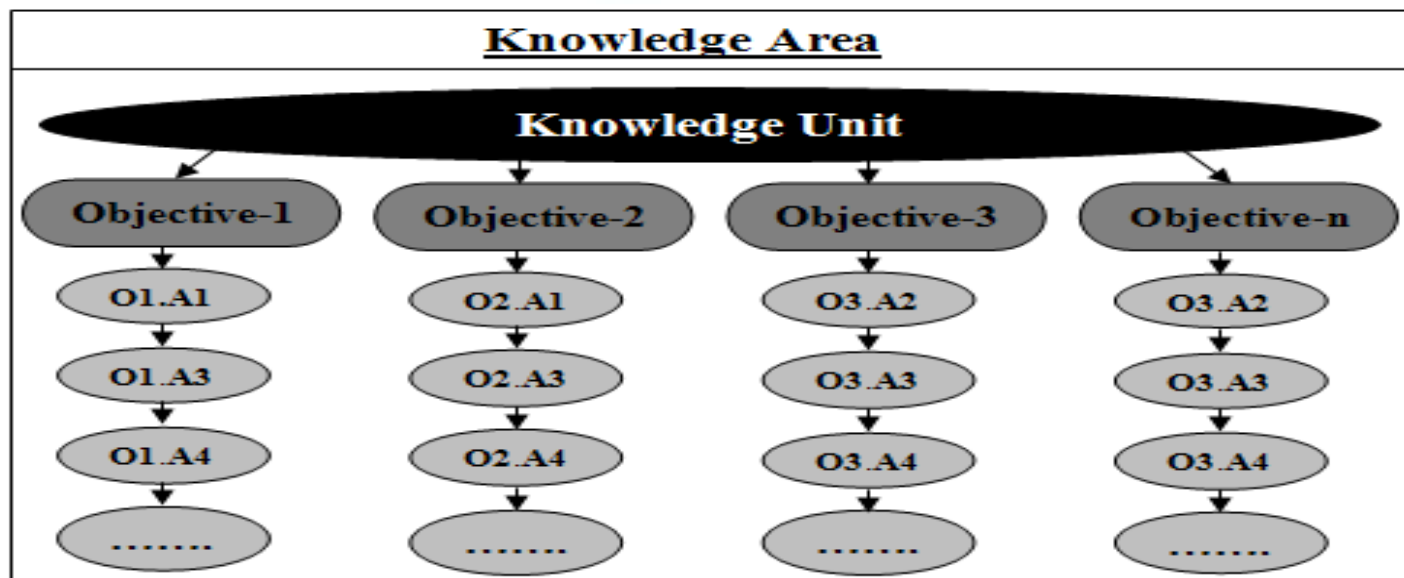 Knowledge Area
Knowledge Unit
Objective-1 Objective-2 Objective-3 Objective-n
O1.A1 O2.A1 O3.A2 O3.A2
O1.A3 O2.A3 O3.A3 O3.A3
O1.A4 O2.A4 O3.A4 O3.A4
....... ....... ....... .......